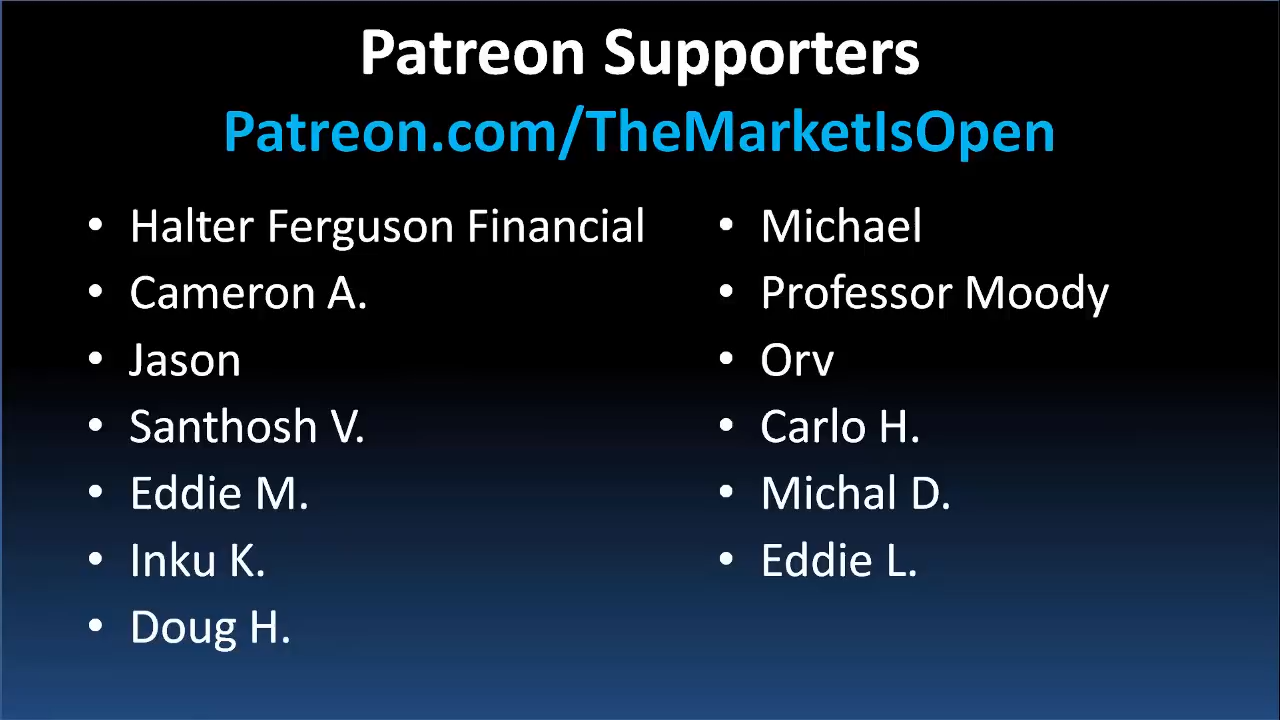 Patreon Supporters
Patreon.com/TheMarketIsOpen
• Halter Ferguson Financial
• Cameron A.
• Jason
• Santhosh V.
• Eddie M.
• Inku K.
• Doug H.
• Michael
• Professor Moody
• Orv
• Carlo H.
• Michal D.
• Eddie L.